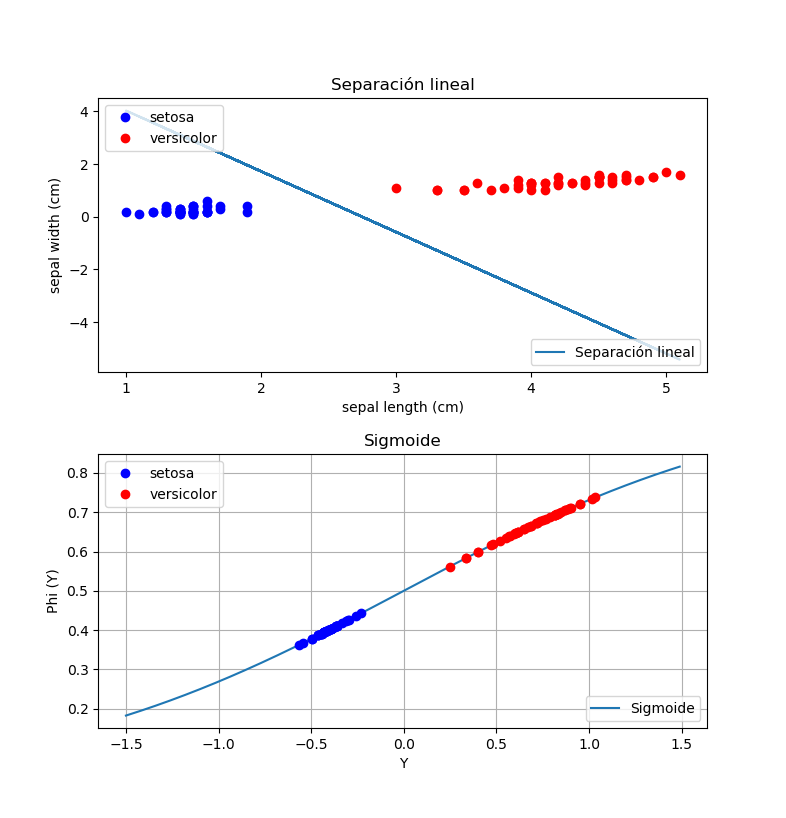 Separación lineal
setosa
versicolor
4
2
0
−2
−4
sepal width (cm)
Separación lineal
1
2
3
4
5
sepal length (cm)
Sigmoide
setosa
versicolor
0.8
0.7
0.6
0.5
0.4
0.3
0.2
Phi (Y)
Sigmoide
−1.5
−1.0
−0.5
0.0
0.5
1.0
1.5
Y